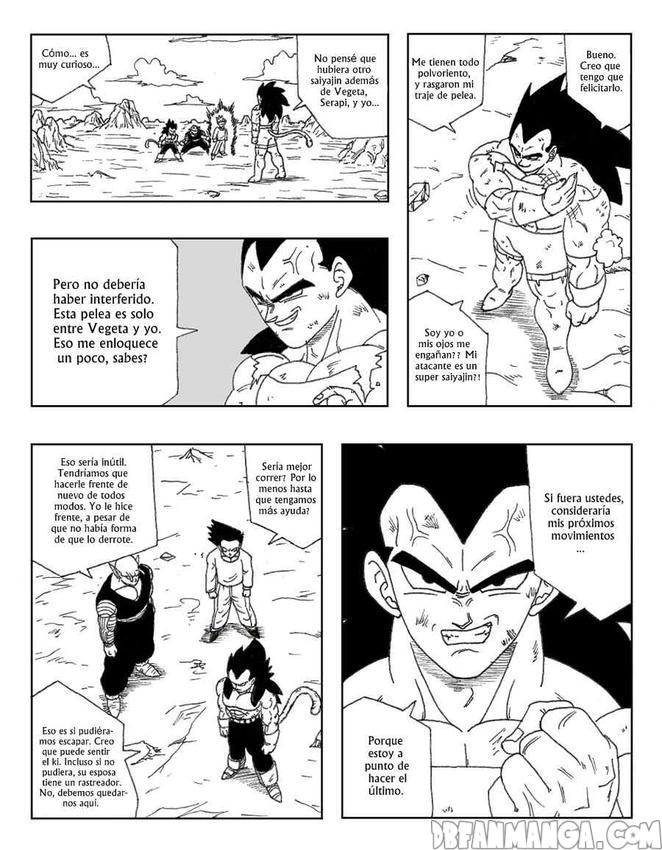 Cómo... es
muy curioso...
No pensé que
hubiera otro
saiyajin además
de Vegeta,
Serapi, y yo...
Bueno.
Creo que
tengo que
felicitarlo.
Me tienen todo
polvoriento,
y rasgaron mi
traje de pelea.
Soy yo o
mis ojos me
engañan?? Mi
atacante es un
super saiyajin?!
Pero no debería
haber interferido.
Esta pelea es solo
entre Vegeta y yo.
Eso me enloquece
un poco, sabes?
Sería mejor
correr? Por lo
menos hasta
que tengamos
más ayuda?
Eso sería inútil.
Tendríamos que
hacerle frente
de nuevo de todos
modos. Yo le hice
frente, a pesar de
que no había forma
de que lo derrote.
Eso es si pudiéra-
mos escapar. Creo
que puede sentir
el ki. Incluso si no
pudiera, su esposa
tiene un rastreador.
No, debemos quedar-
nos aquí.
Si fuera ustedes,
consideraría
mis próximos
movimientos
...
Porque
estoy a
punto de
hacer el
último.
DBFANMANGA.COM